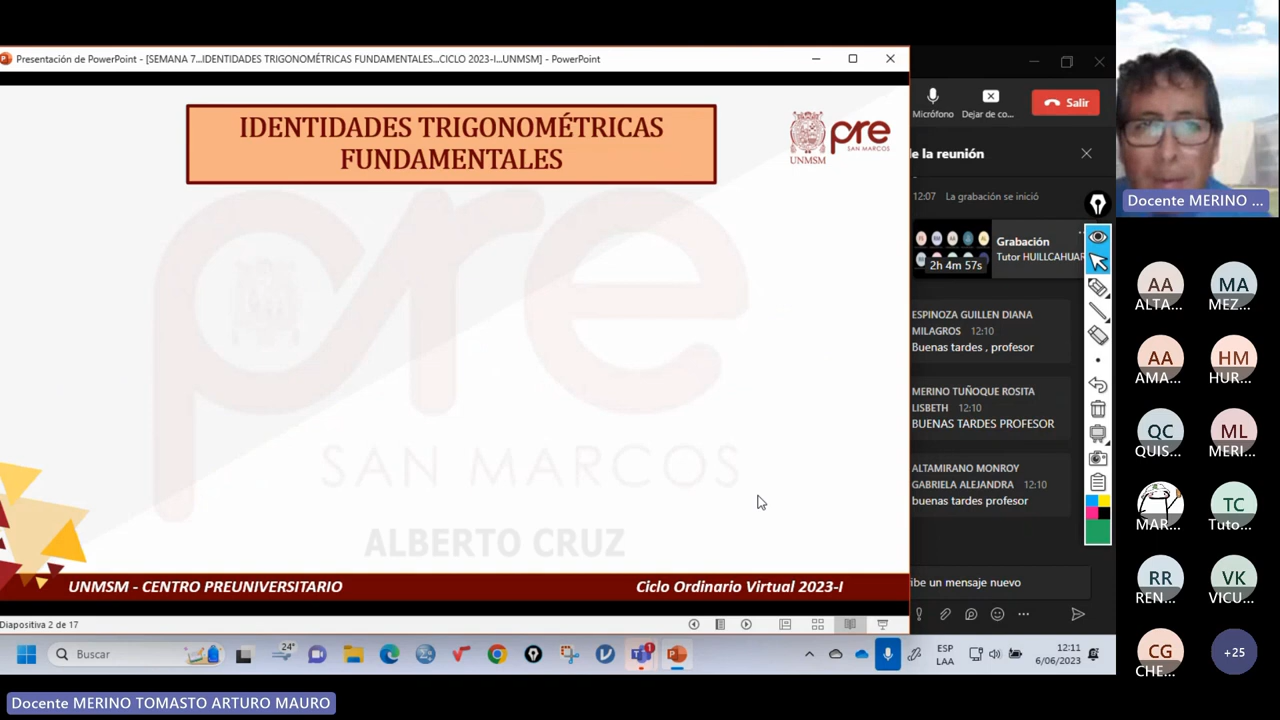 Presentación de PowerPoint - [SEMANA 7...IDENTIDADES TRIGONOMÉTRICAS FUNDAMENTALES...CICLO 2023-I...UNMSM] - PowerPoint
IDENTIDADES TRIGONOMÉTRICAS
FUNDAMENTALES
UNMSM
pre
SAN MARCOS
pre
SAN MARCOS
ALBERTO CRUZ
UNMSM - CENTRO PREUNIVERSITARIO
Ciclo Ordinario Virtual 2023-I
Diapositiva 2 de 17
Micrófono
Dejar de co...
Salir
de la reunión
12:07 La grabación se inició
Grabación
2h 4m 57s
Tutor HUILLCAHUAR
ESPINOZA GUILLEN DIANA
MILAGROS 12:10
Buenas tardes , profesor
MERINO TUÑOQUE ROSITA
LISBETH 12:10
BUENAS TARDES PROFESOR
ALTAMIRANO MONROY
GABRIELA ALEJANDRA 12:10
buenas tardes profesor
ibe un mensaje nuevo
Docente MERINO ...
AA
ALTA...
MA
MEZ...
AA
AMA...
HM
HUR...
QC
QUIS...
ML
MERI...
MAR...
TC
Tuto...
RR
REN...
VK
VICU...
CG
CHE...
+25
Buscar
24°
1
ESP
LAA
12:11
6/06/2023
Docente MERINO TOMASTO ARTURO MAURO